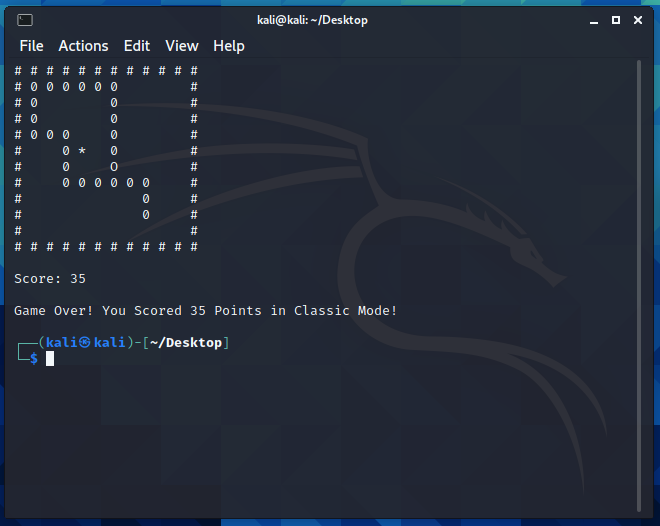 kali@kali: ~/Desktop
File Actions Edit View Help
# # # # # # # # # # # #
# 0 0 0 0 0 0         #
# 0         0         #
# 0         0         #
# 0 0 0     0         #
#     0 *   0         #
#     0     O         #
#     0 0 0 0 0 0     #
#               0     #
#               0     #
#                     #
# # # # # # # # # # # #
Score: 35
Game Over! You Scored 35 Points in Classic Mode!
┌──(kali㉿kali)-[~/Desktop]
└─$